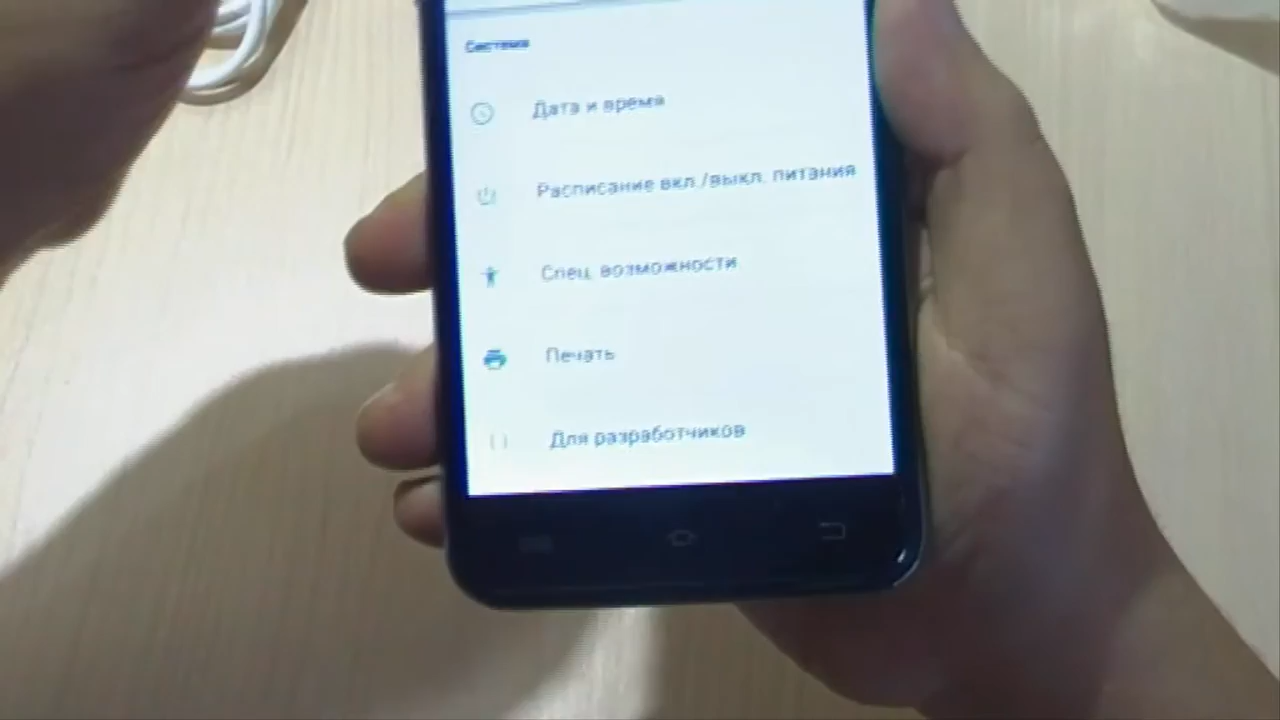 Система
Дата и время
Расписание вкл./выкл. питания
Спец. возможности
Печать
Для разработчиков